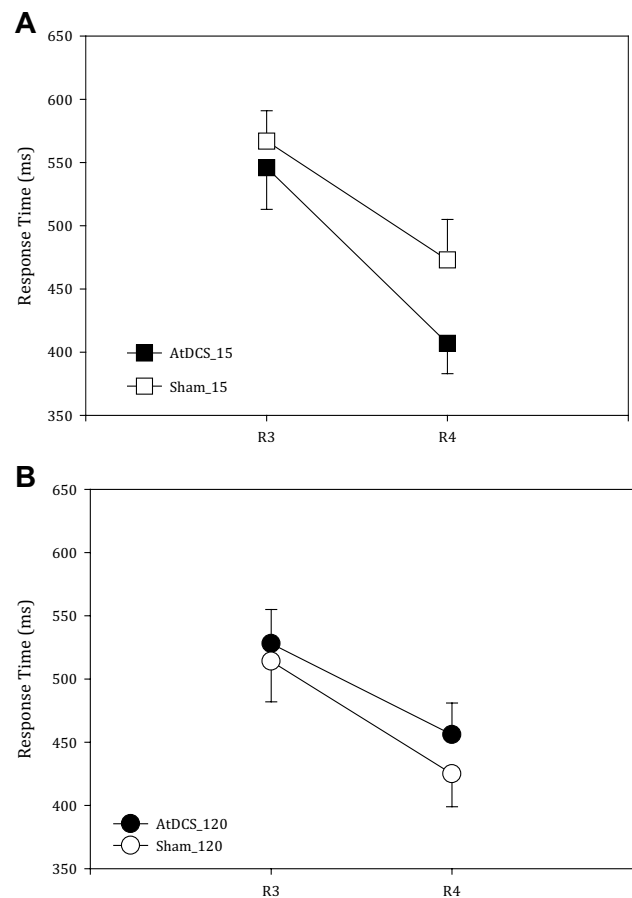 A
650
600
550
500
450
400
350
Response Time (ms)
AtDCS_15
Sham_15
R3 R4
B
650
600
550
500
450
400
350
Response Time (ms)
AtDCS_120
Sham_120
R3 R4